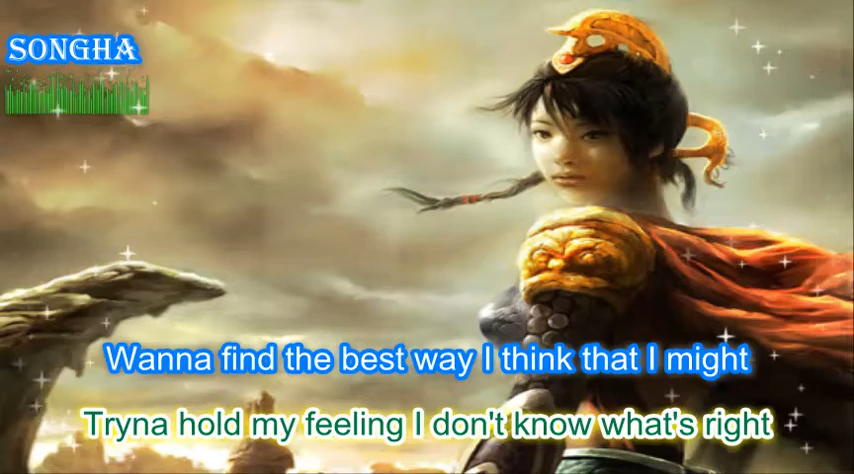 SONGHA
Wanna find the best way I think that I might
Tryna hold my feeling I don't know what's right